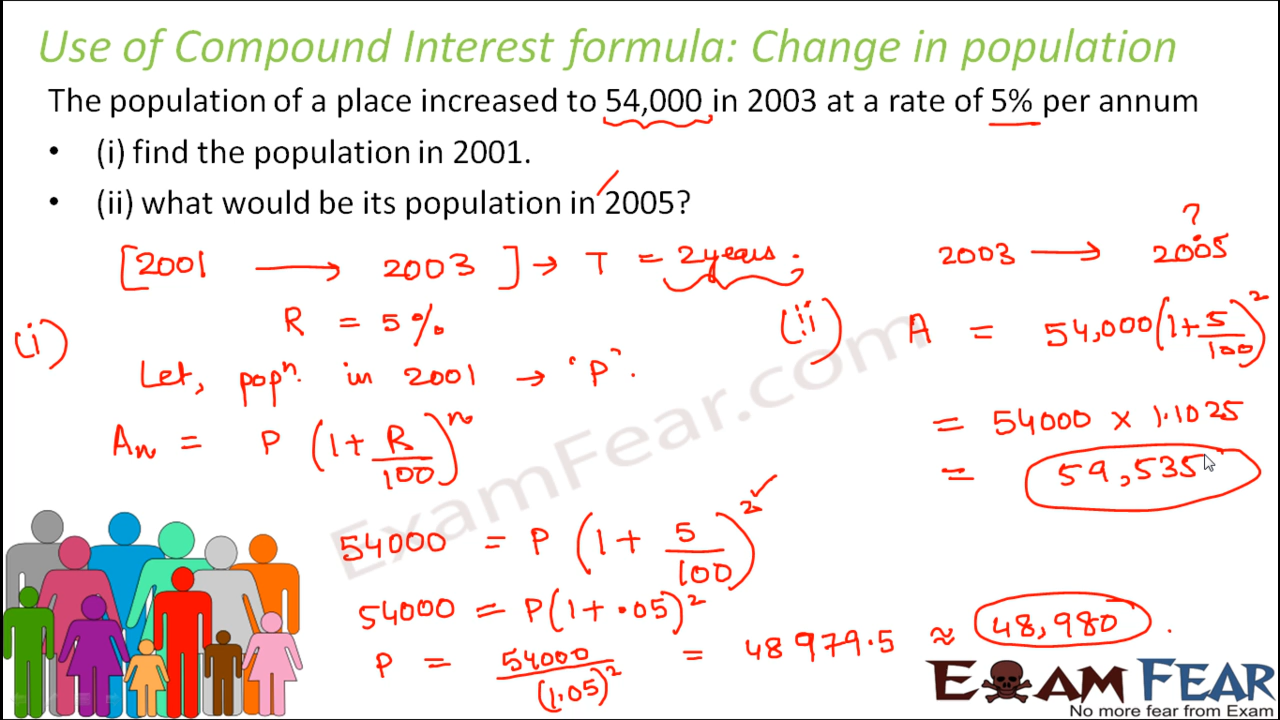 Use of Compound Interest formula: Change in population
The population of a place increased to 54,000 in 2003 at a rate of 5% per annum
• (i) find the population in 2001.
• (ii) what would be its population in 2005?
[2001 → 2003] → T = 2years.
(i)
R = 5%
Let, popn. in 2001 → 'P'.
An = P (1 + R/100)^n
54000 = P (1 + 5/100)^2 ✓
54000 = P(1 + .05)^2
P = 54000/(1.05)^2 = 48979.5 ≈ 48,980.
?
2003 → 2005
(ii) A = 54,000(1+5/100)^2
= 54000 × 1.1025
= 59,535
ExamFear.com
EXAM FEAR
No more fear from Exam